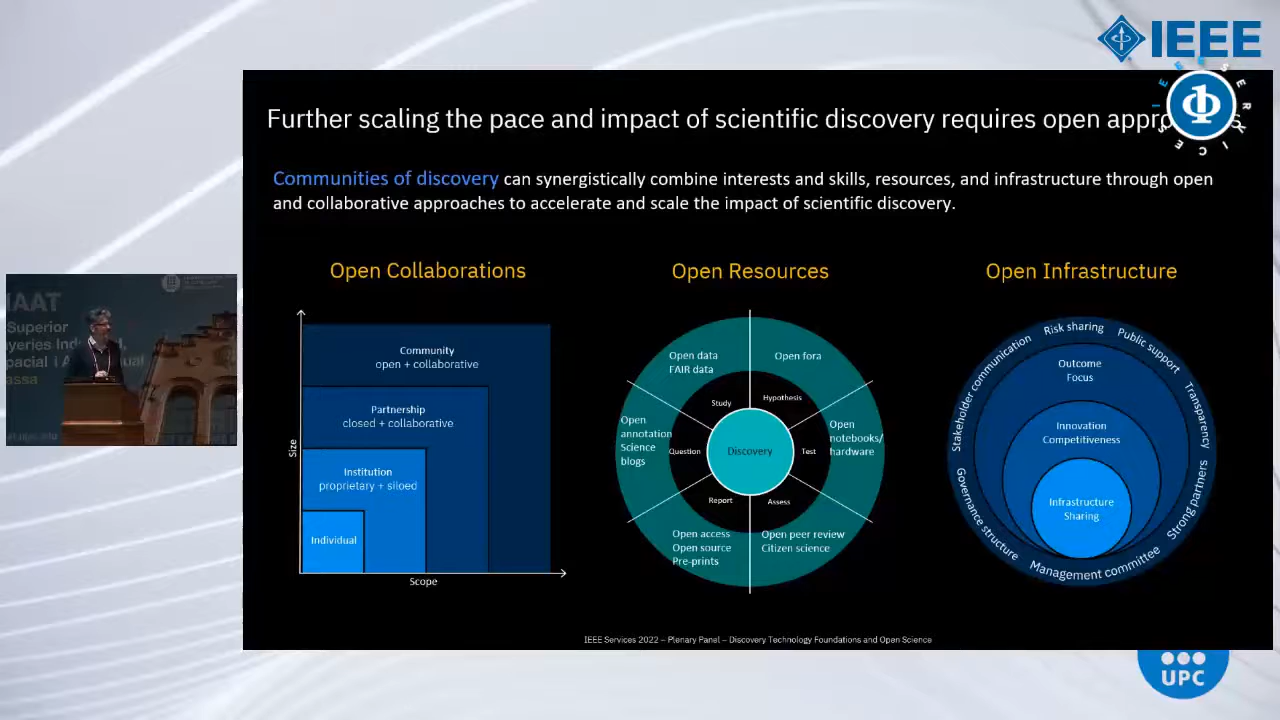 IEEE
IEEE SERVICES
Further scaling the pace and impact of scientific discovery requires open
Communities of discovery can synergistically combine interests and skills, resources, and infrastructure through open
and collaborative approaches to accelerate and scale the impact of scientific discovery.
Open Collaborations
Size
Community
open + collaborative
Partnership
closed + collaborative
Institution
proprietary + siloed
Individual
Scope
Open Resources
Open data
FAIR data
Open fora
Open
annotation
Science
blogs
Open
notebooks/
hardware
Study
Hypothesis
Question
Discovery
Test
Report
Assess
Open access
Open source
Pre-prints
Open peer review
Citizen science
Open Infrastructure
Stakeholder communication
Risk sharing
Public support
Transparency
Strong partners
Management committee
Governance structure
Outcome
Focus
Innovation
Competitiveness
Infrastructure
Sharing
IEEE Services 2022 – Plenary Panel – Discovery Technology Foundations and Open Science
Superior
UPC